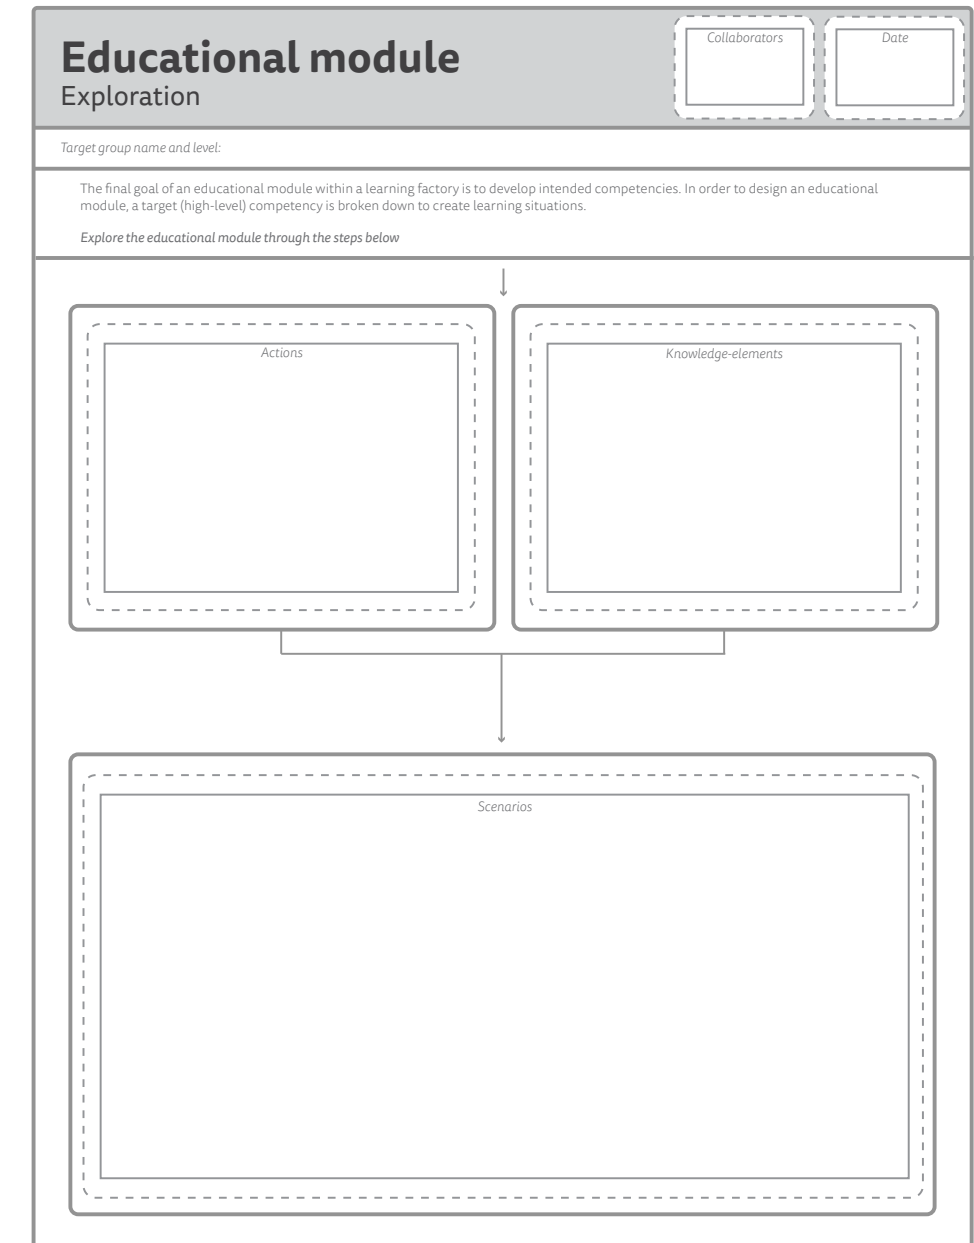 Educational module
Exploration
Collaborators
Date
Target group name and level:
The final goal of an educational module within a learning factory is to develop intended competencies. In order to design an educational
module, a target (high-level) competency is broken down to create learning situations.
Explore the educational module through the steps below
Actions
Knowledge-elements
Scenarios